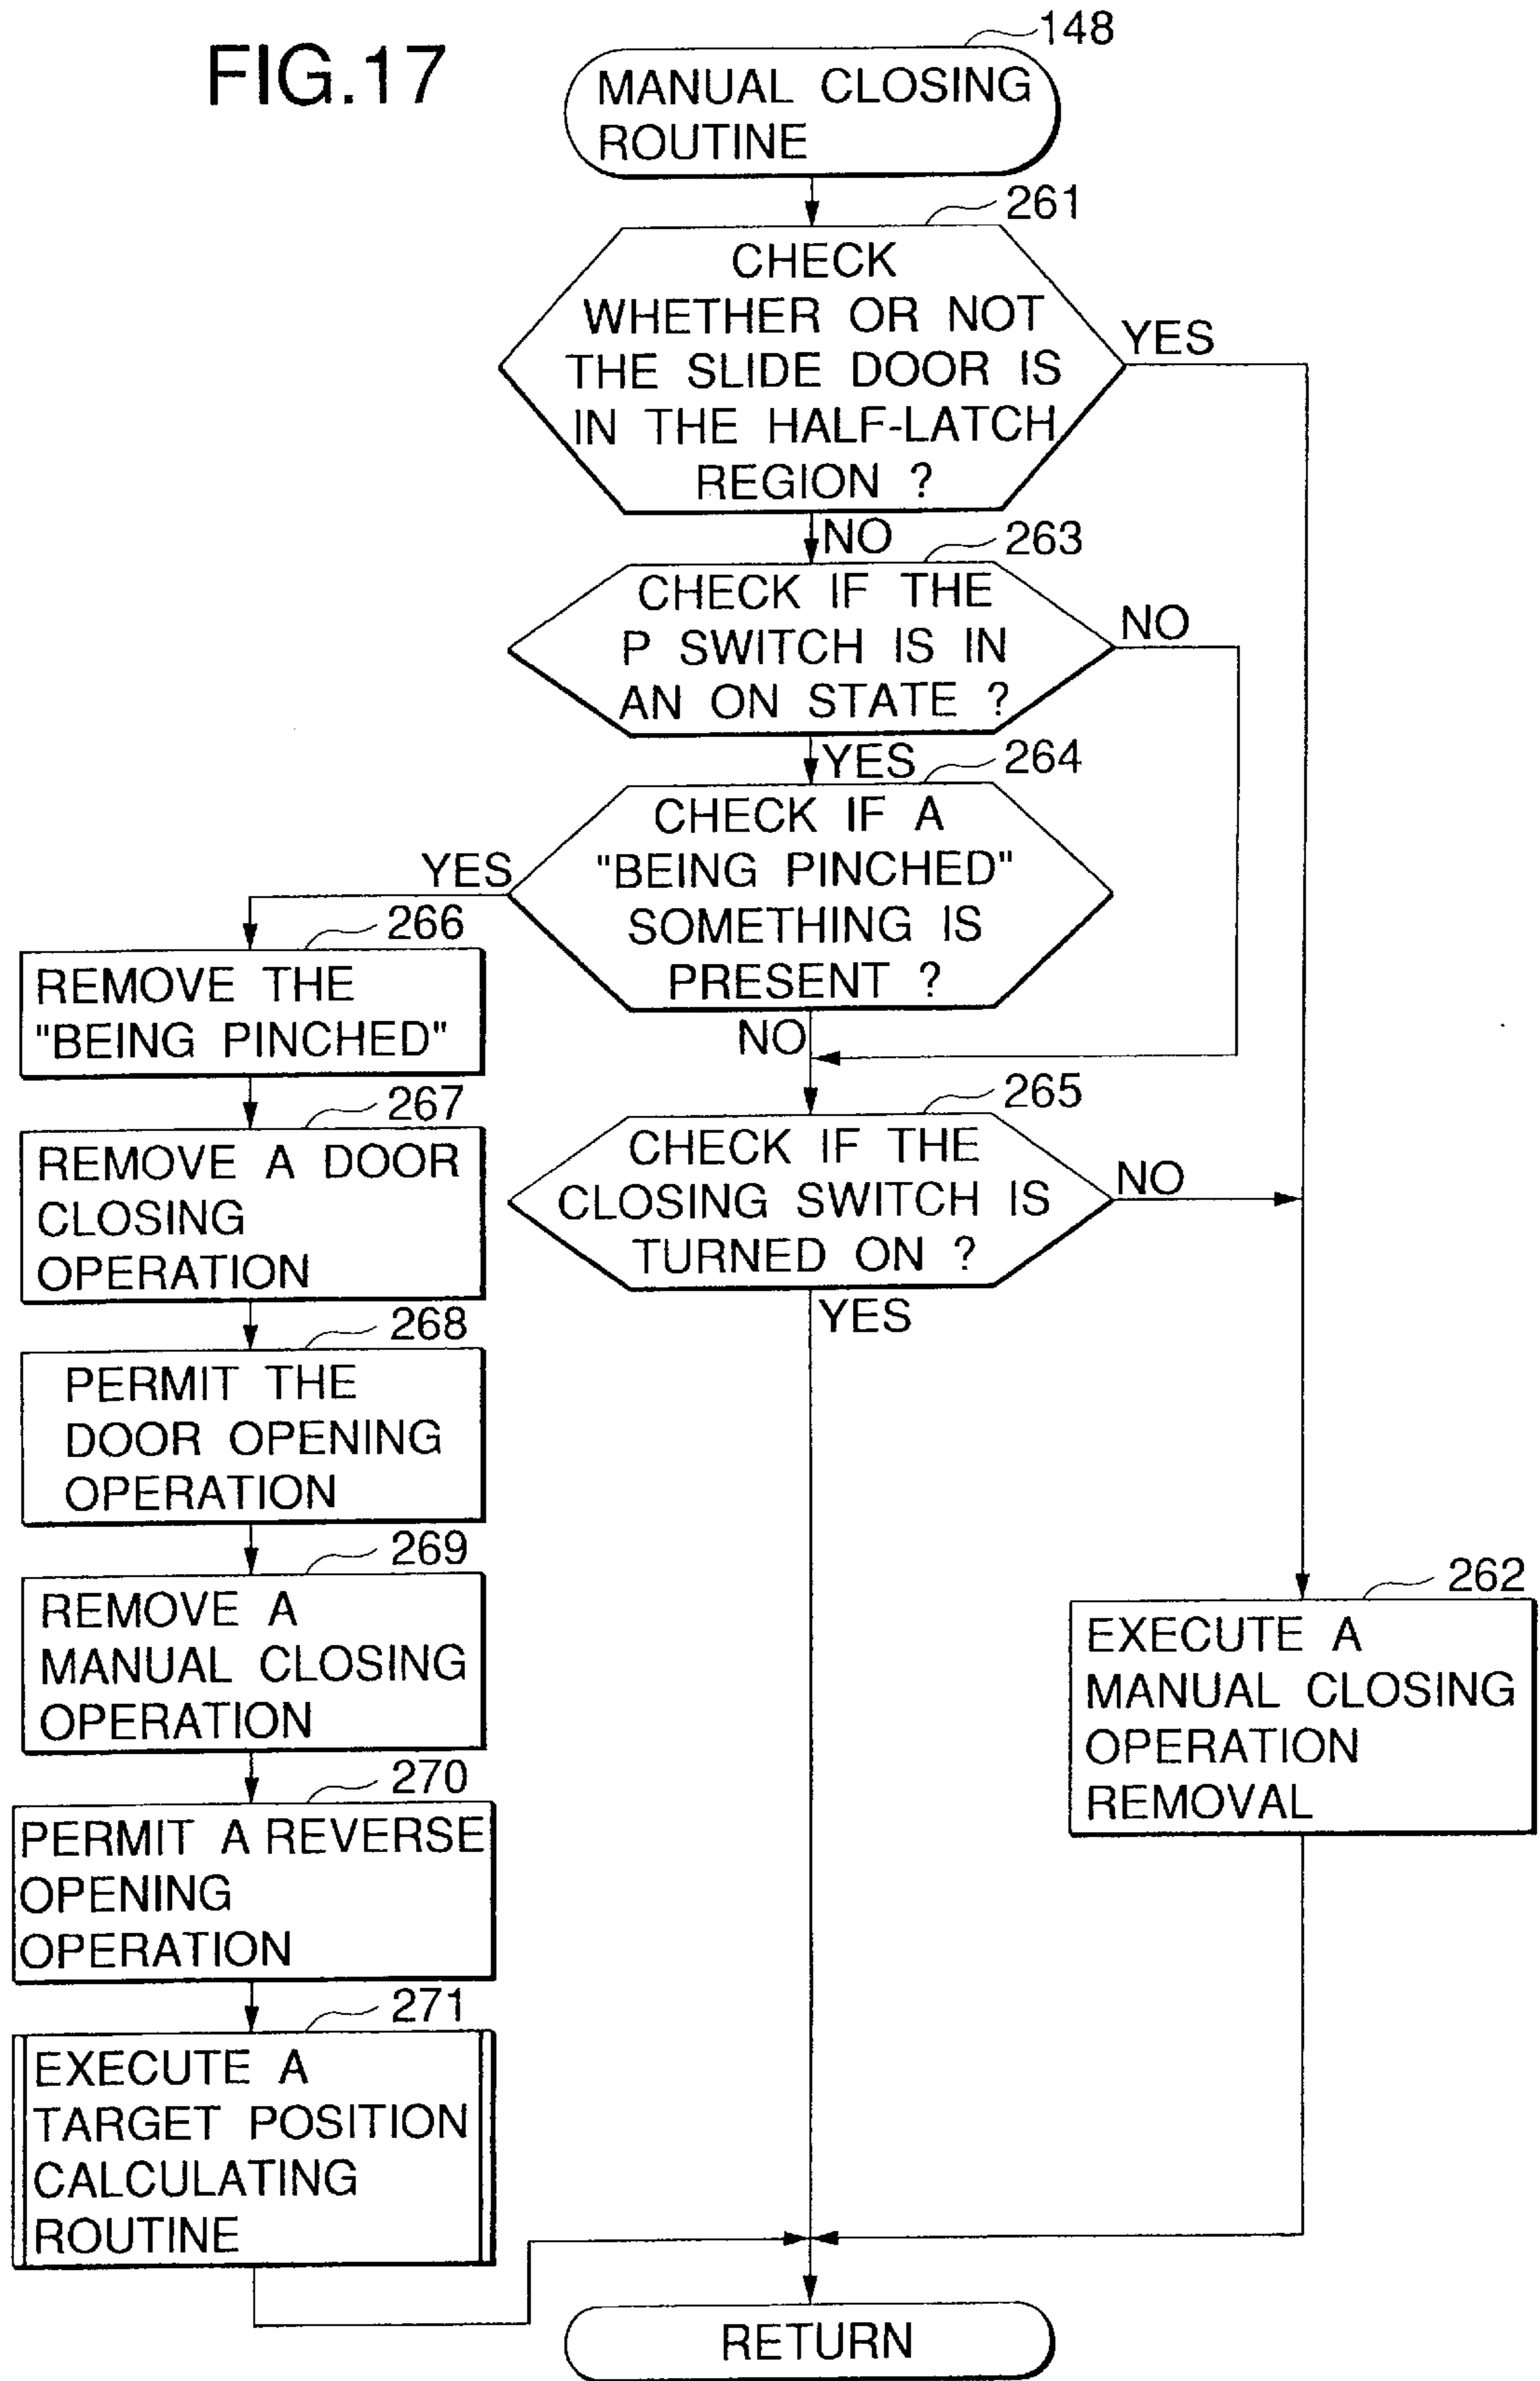 FIG.17
148
MANUAL CLOSING
ROUTINE
261
CHECK
WHETHER OR NOT
THE SLIDE DOOR IS
IN THE HALF-LATCH
REGION ?
YES
NO
263
CHECK IF THE
P SWITCH IS IN
AN ON STATE ?
NO
YES
264
CHECK IF A
"BEING PINCHED"
SOMETHING IS
PRESENT ?
YES
NO
265
CHECK IF THE
CLOSING SWITCH IS
TURNED ON ?
NO
YES
266
REMOVE THE
"BEING PINCHED"
267
REMOVE A DOOR
CLOSING
OPERATION
268
PERMIT THE
DOOR OPENING
OPERATION
269
REMOVE A
MANUAL CLOSING
OPERATION
270
PERMIT A REVERSE
OPENING
OPERATION
271
EXECUTE A
TARGET POSITION
CALCULATING
ROUTINE
262
EXECUTE A
MANUAL CLOSING
OPERATION
REMOVAL
RETURN